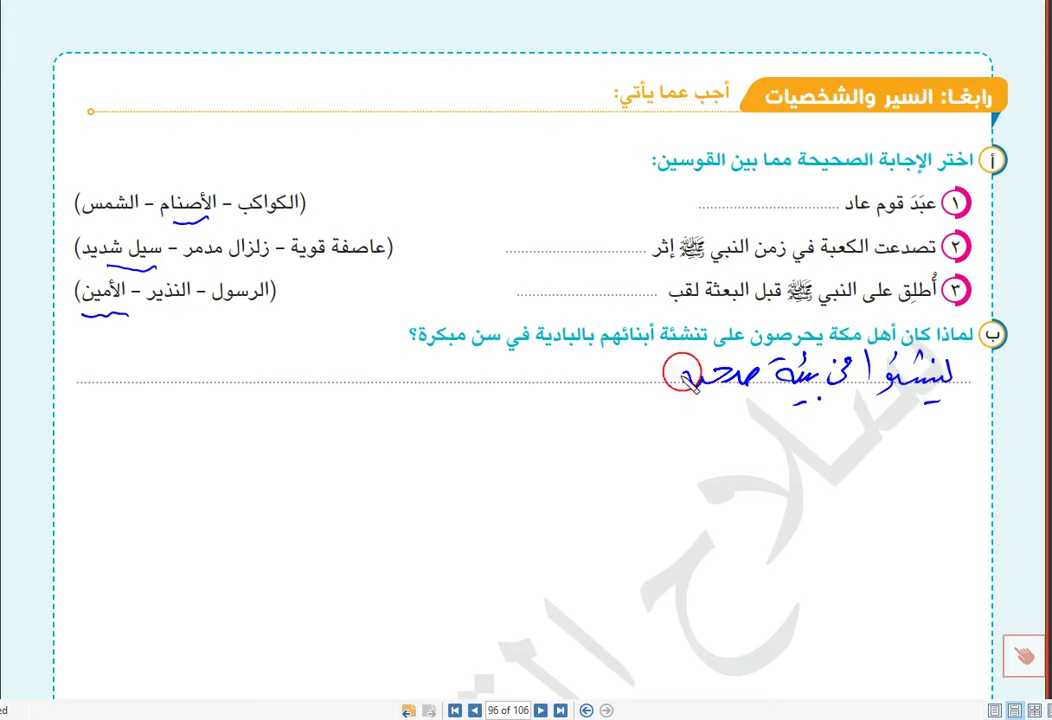 رابعًا: السير والشخصيات أجب عما يأتي:
أ اختر الإجابة الصحيحة مما بين القوسين:
١ عبَدَ قوم عاد ........................ (الكواكب – الأصنام – الشمس)
٢ تصدعت الكعبة في زمن النبي ﷺ إثر ........................ (عاصفة قوية – زلزال مدمر – سيل شديد)
٣ أُطلِق على النبي ﷺ قبل البعثة لقب ........................ (الرسول – النذير – الأمين)
ب لماذا كان أهل مكة يحرصون على تنشئة أبنائهم بالبادية في سن مبكرة؟
لينشئوا في بيئة صحيه
صلاح
ed
96 of 106